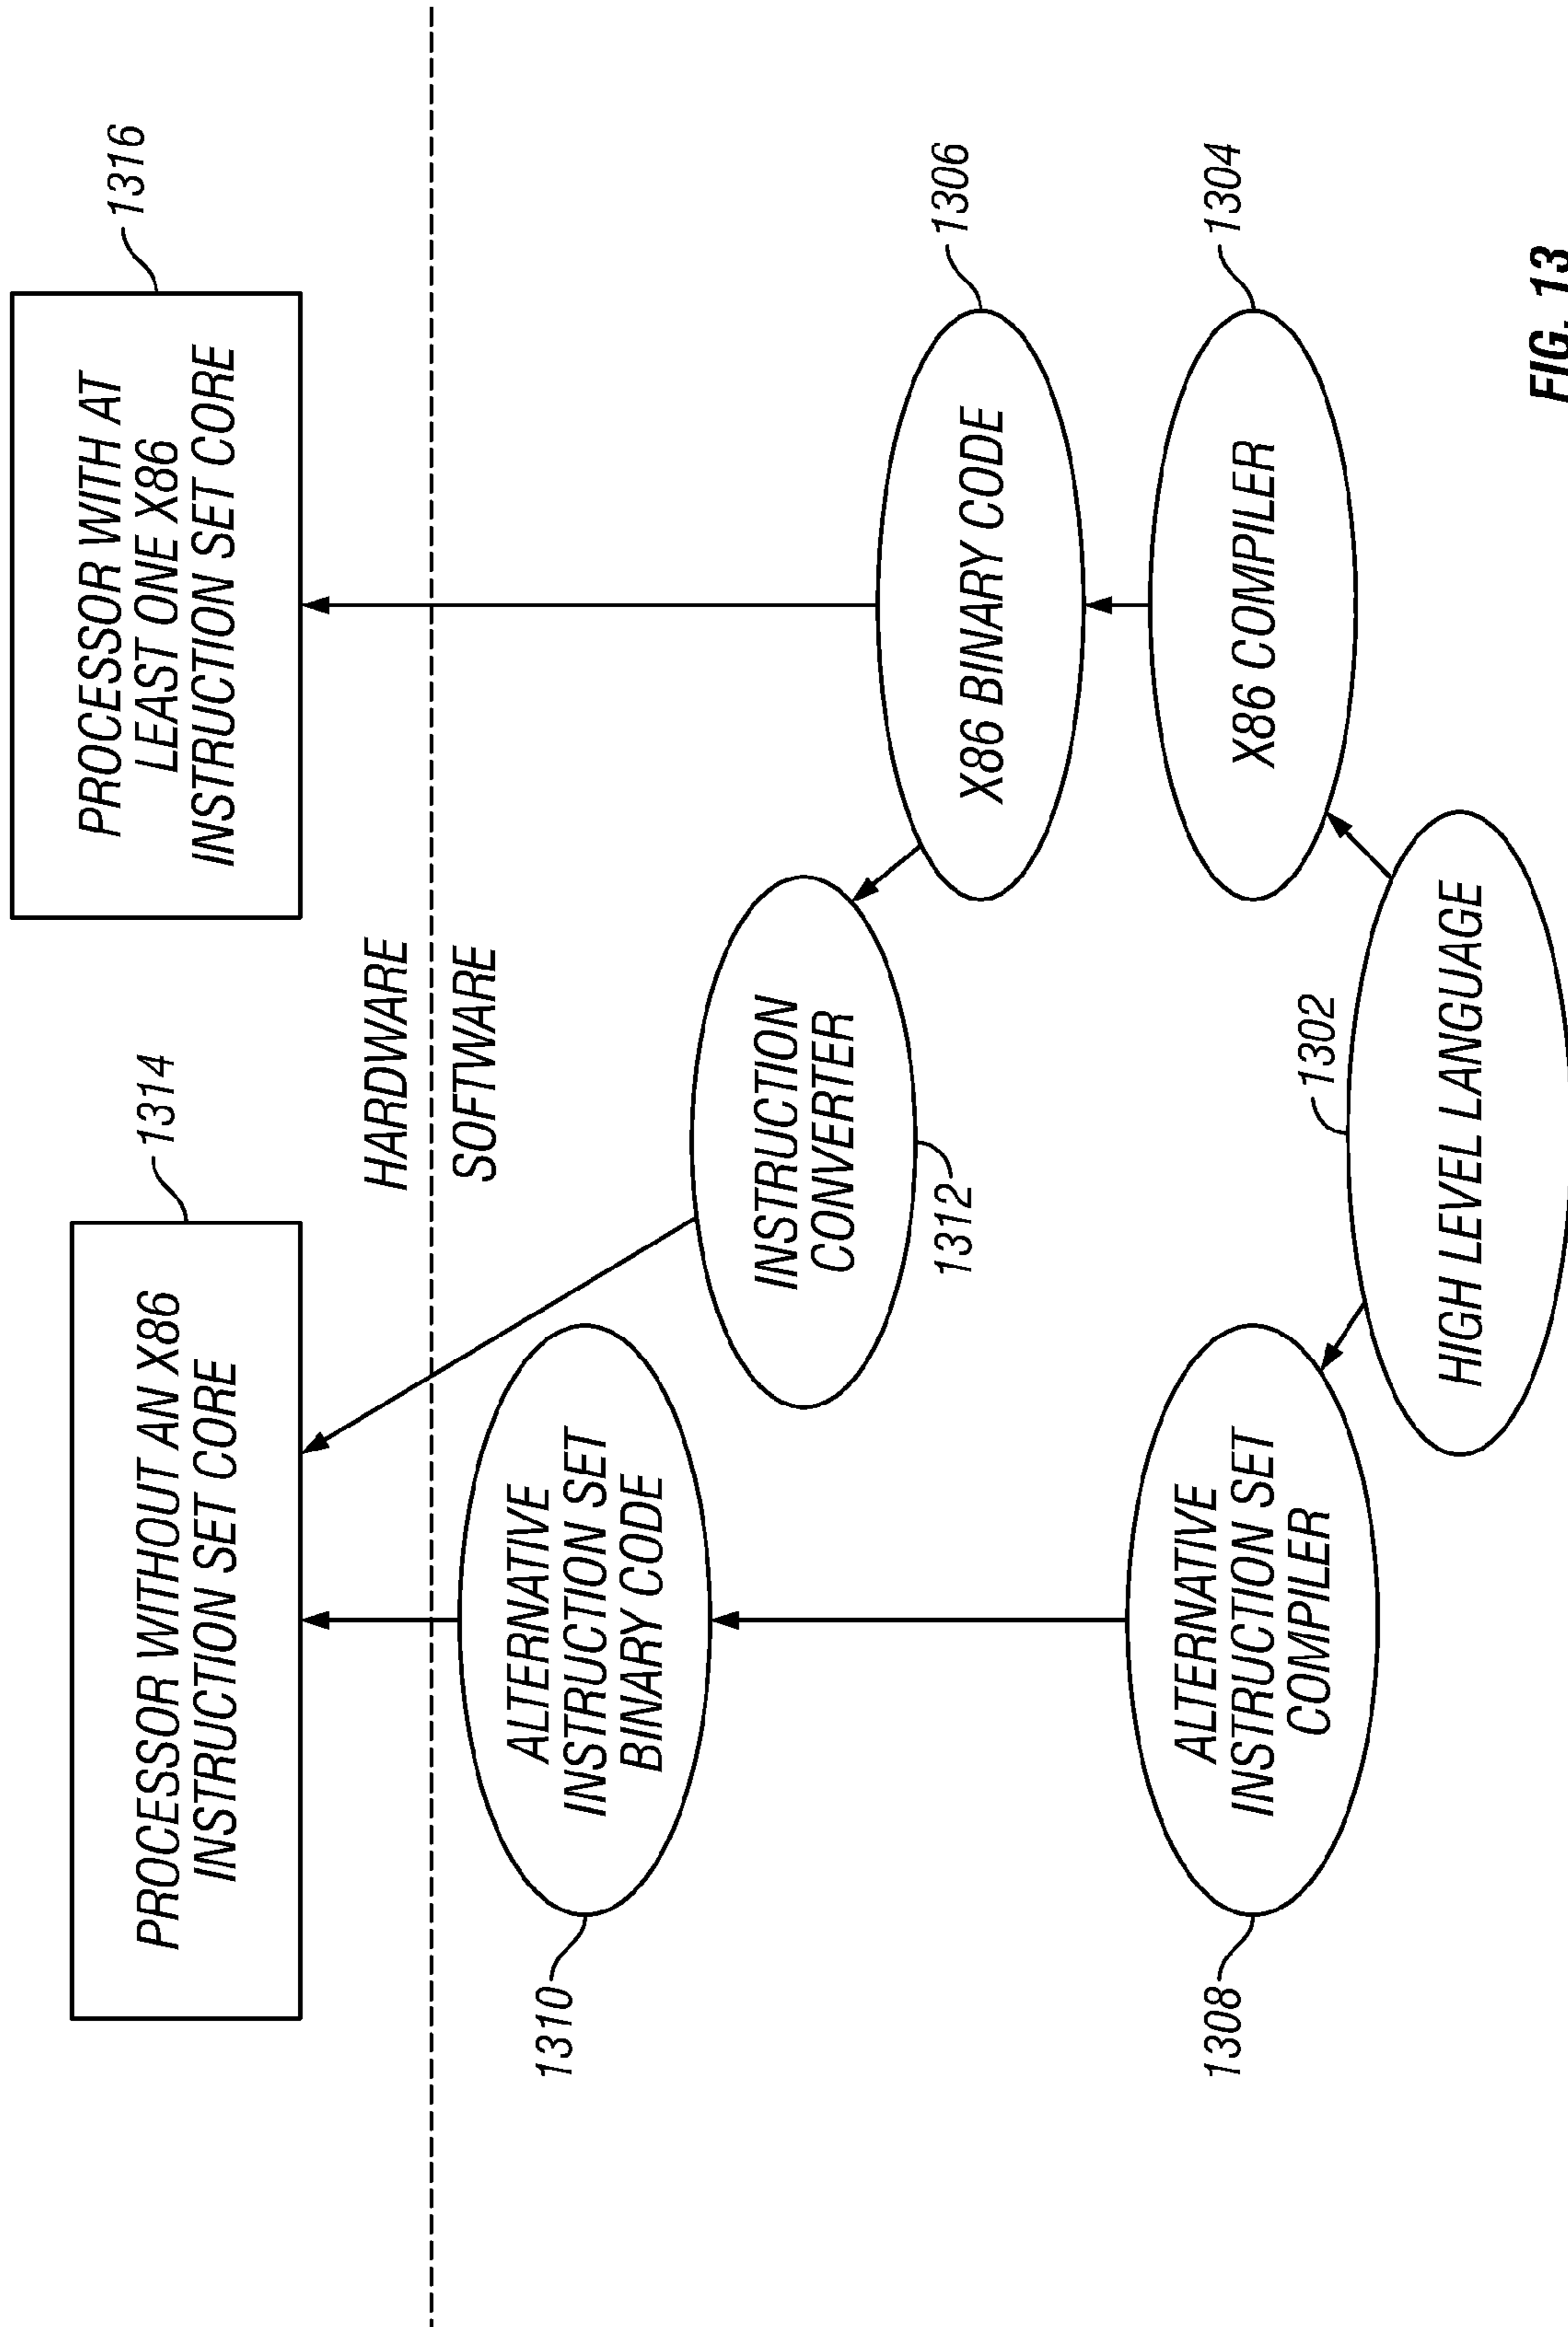 PROCESSOR WITHOUT AN X86
INSTRUCTION SET CORE
1314
PROCESSOR WITH AT
LEAST ONE X86
INSTRUCTION SET CORE
1316
HARDWARE
SOFTWARE
1310
ALTERNATIVE
INSTRUCTION SET
BINARY CODE
INSTRUCTION
CONVERTER
1312
X86 BINARY CODE
1306
1308
ALTERNATIVE
INSTRUCTION SET
COMPILER
X86 COMPILER
1304
1302
HIGH LEVEL LANGUAGE
FIG. 13